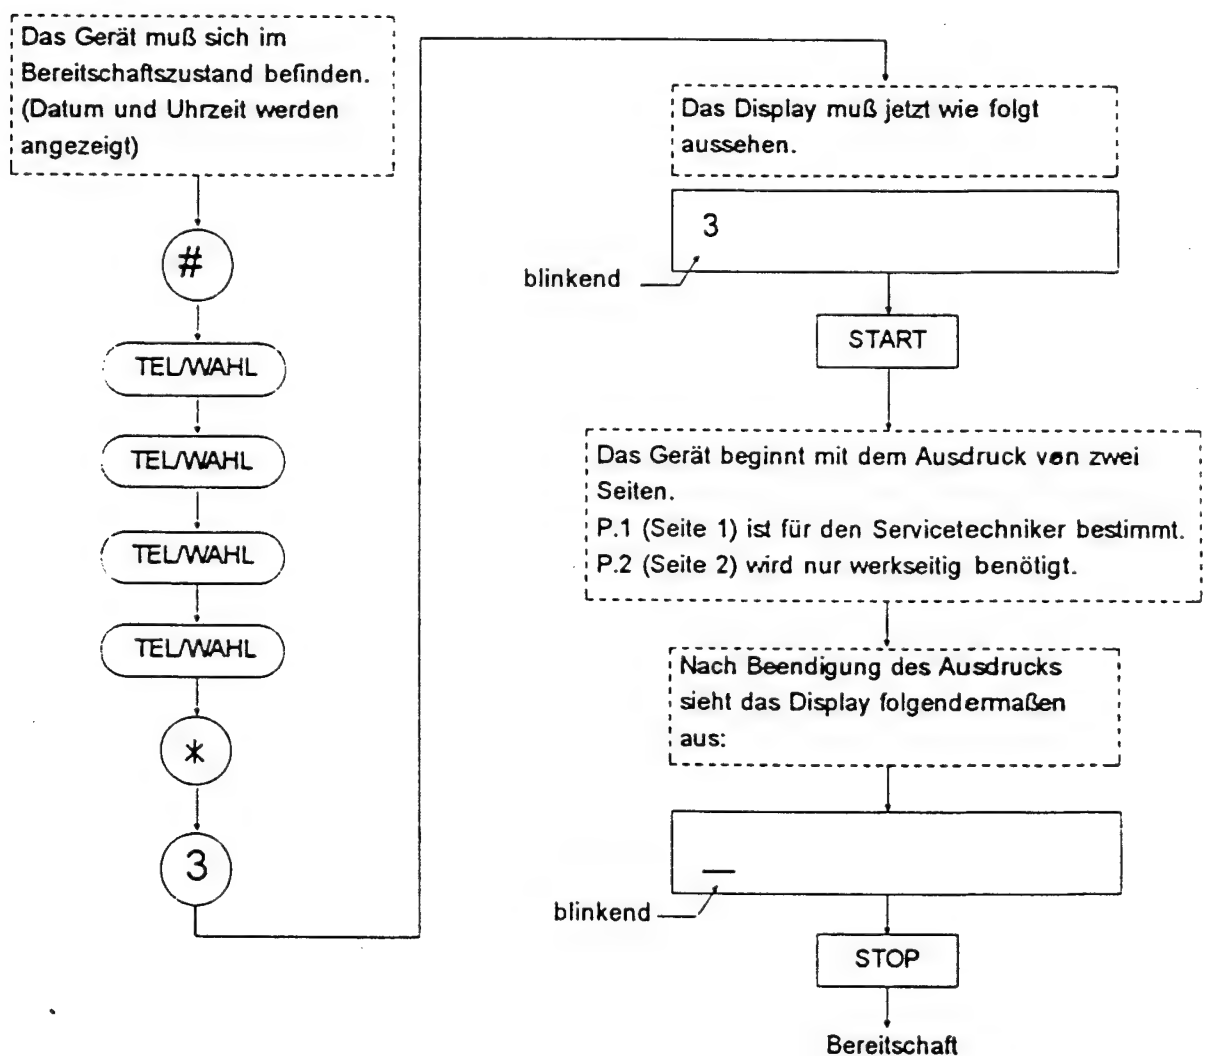 Das Gerät muß sich im
Bereitschaftszustand befinden.
(Datum und Uhrzeit werden
angezeigt)
#
TEL/WAHL
TEL/WAHL
TEL/WAHL
TEL/WAHL
*
3
Das Display muß jetzt wie folgt
aussehen.
3
blinkend
START
Das Gerät beginnt mit dem Ausdruck von zwei
Seiten.
P.1 (Seite 1) ist für den Servicetechniker bestimmt.
P.2 (Seite 2) wird nur werkseitig benötigt.
Nach Beendigung des Ausdrucks
sieht das Display folgendermaßen
aus:
_
blinkend
STOP
Bereitschaft